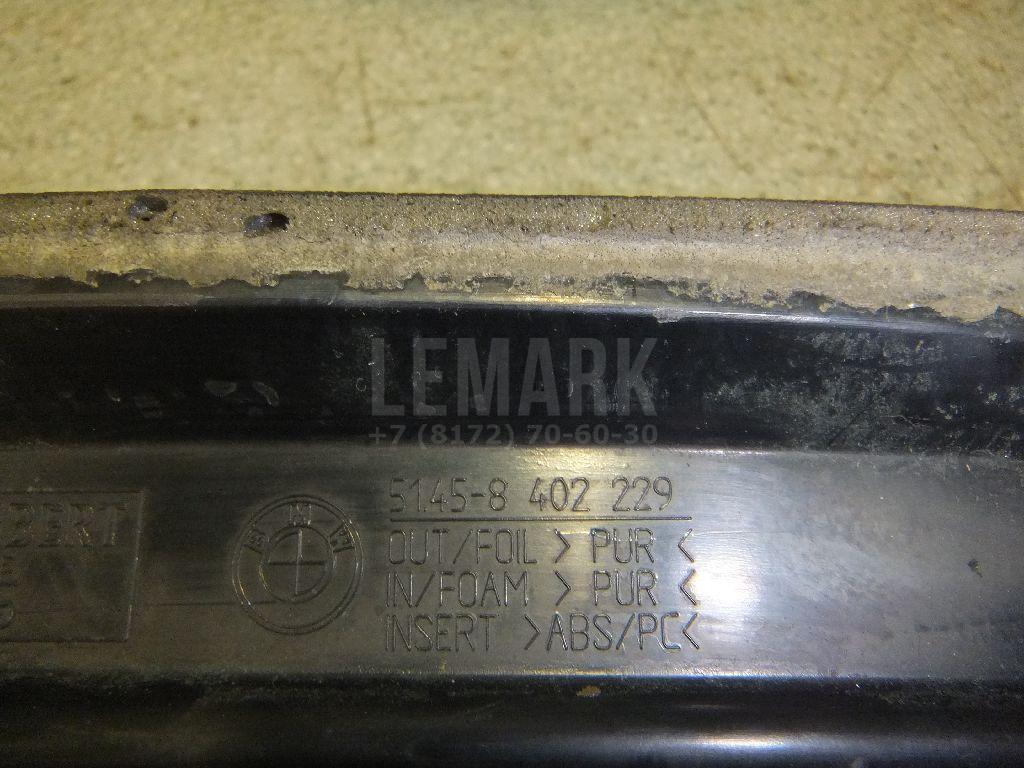 LEMARK
+7 (8172) 70-60-30
5145-8 402 229
OUT/FOIL > PUR <
IN/FOAM > PUR <
INSERT >ABS/PC<
BMW